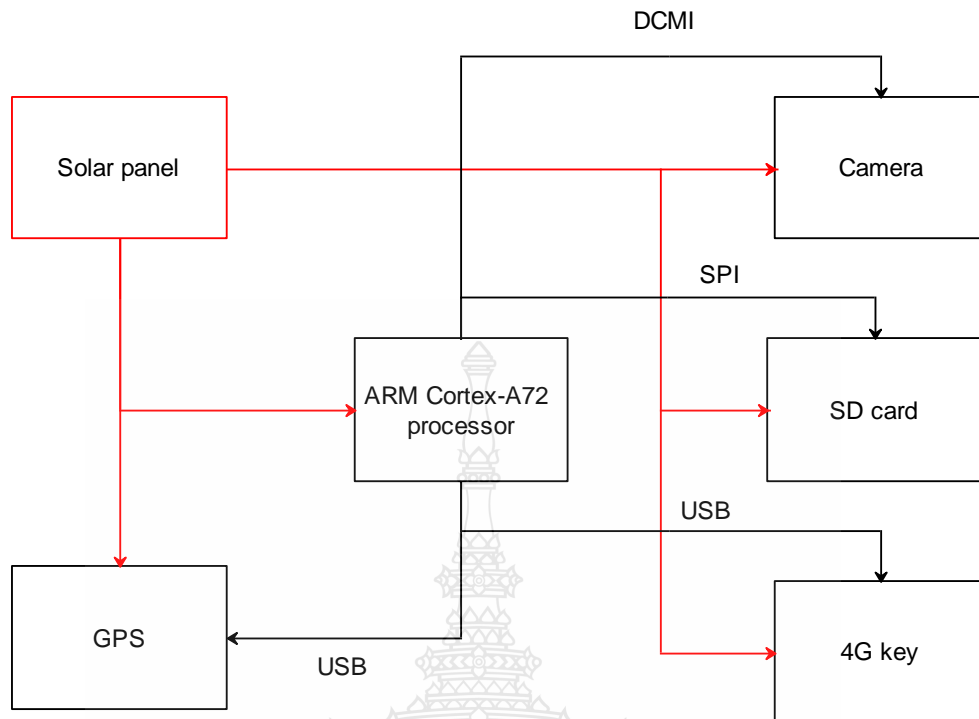 DCMI
Solar panel
Camera
SPI
ARM Cortex-A72
processor
SD card
USB
GPS
USB
4G key